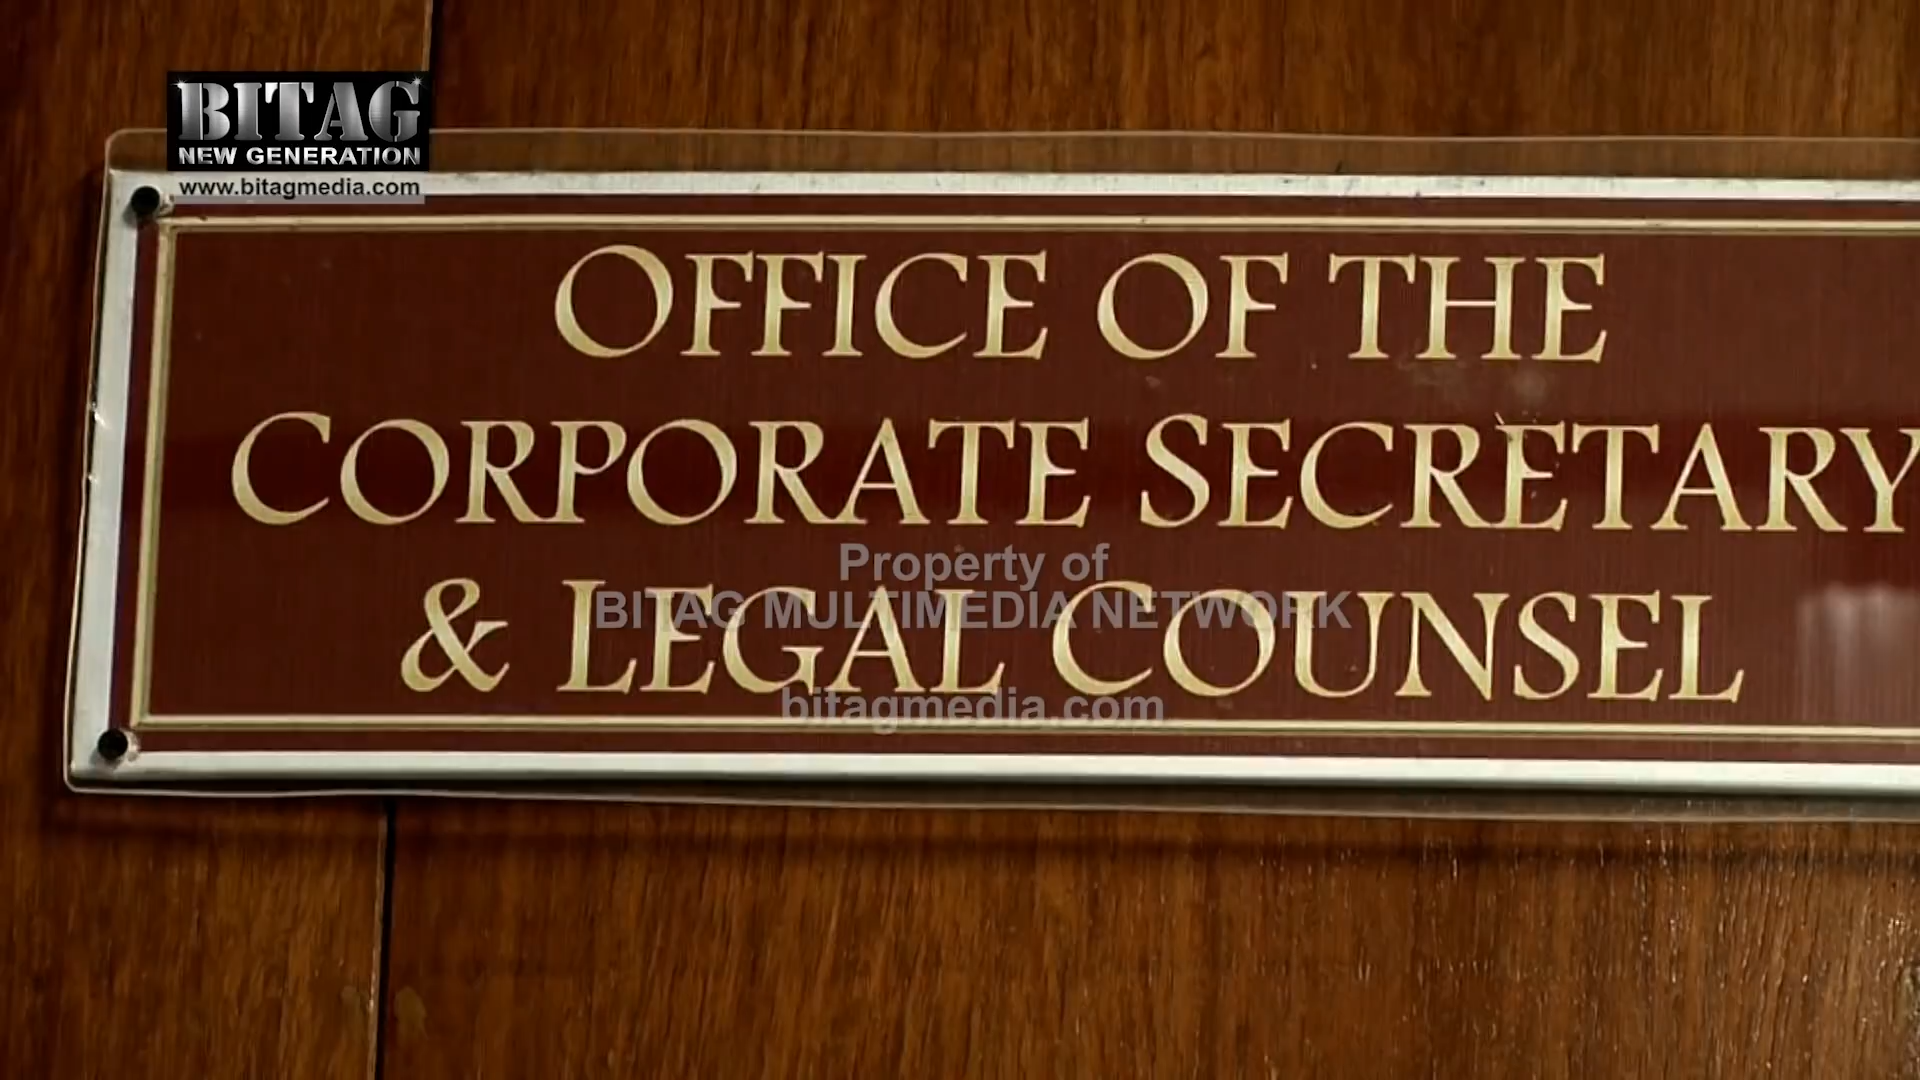 BITAG
NEW GENERATION
www.bitagmedia.com
OFFICE OF THE
CORPORATE SECRETARY
& LEGAL COUNSEL
Property of
BITAG MULTIMEDIA NETWORK
bitagmedia.com